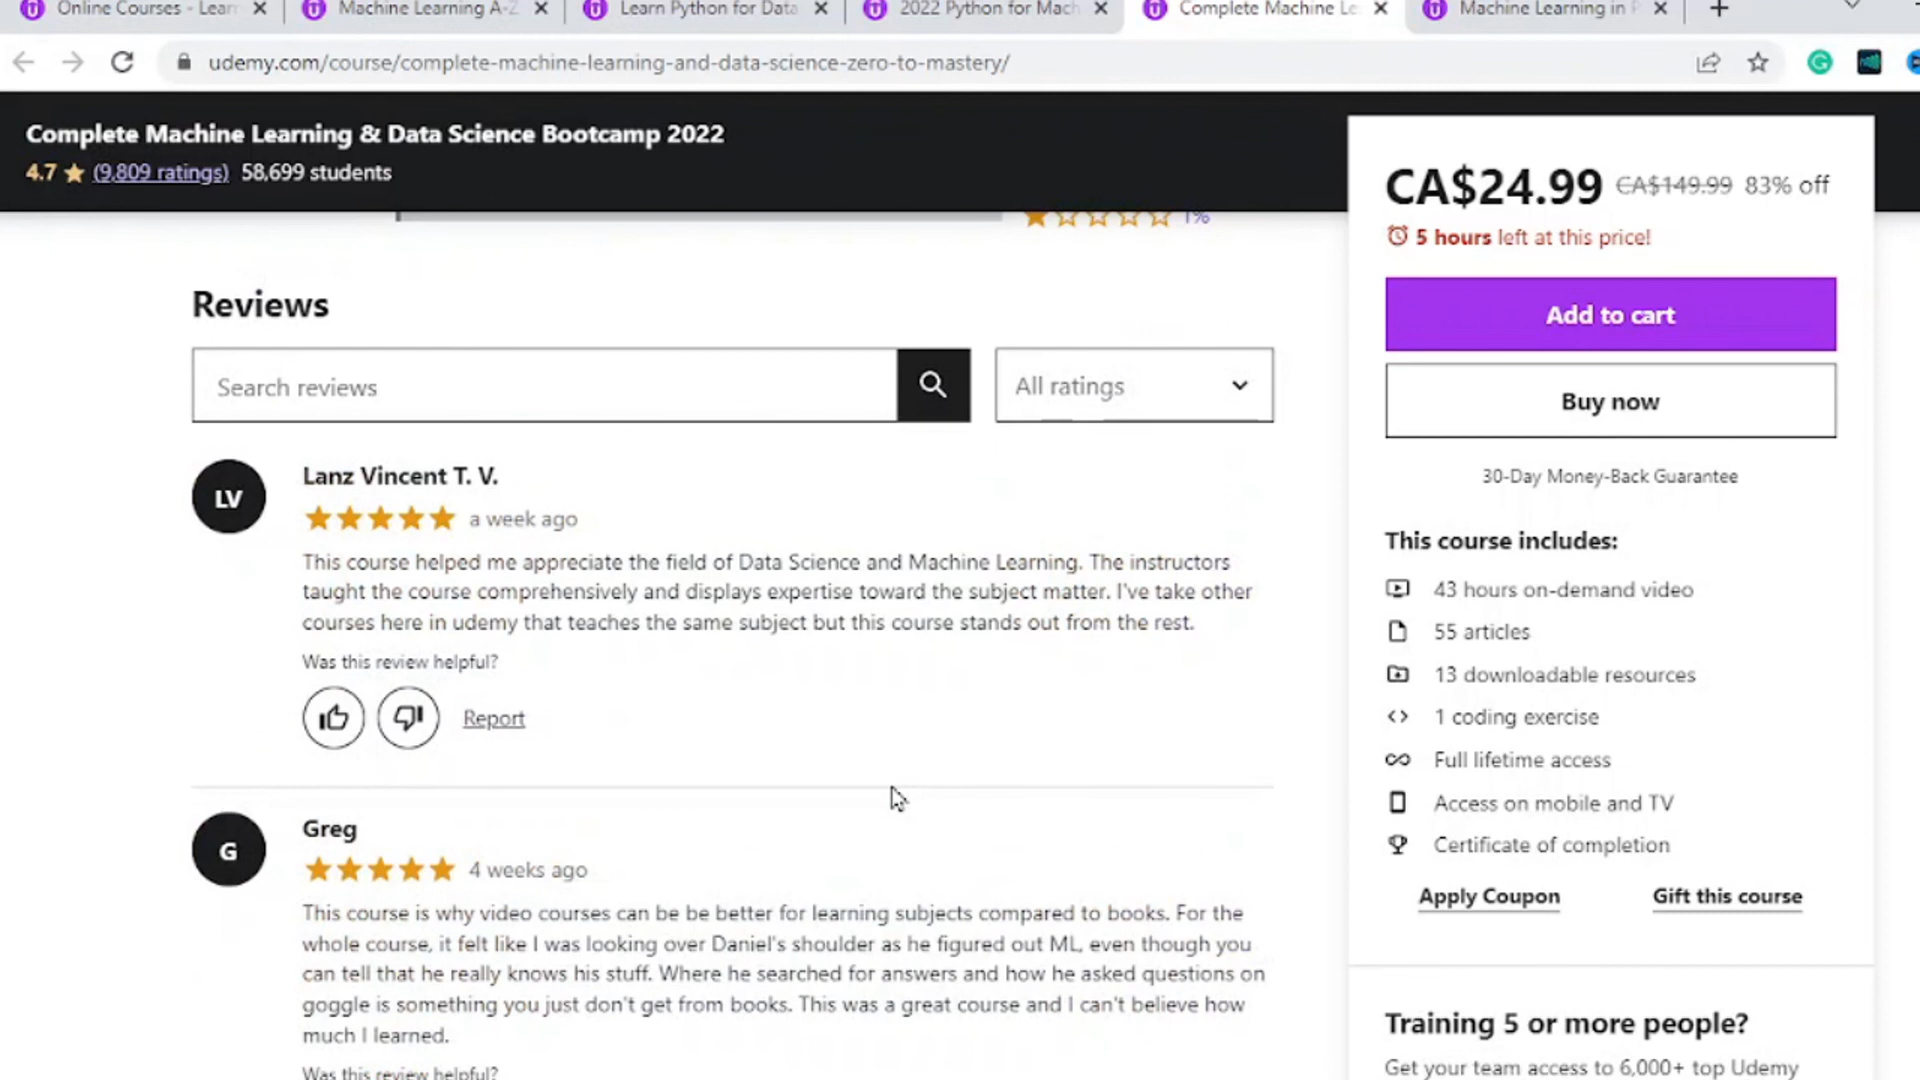 Online Courses - Lear
Machine Learning A-Z
Learn Python for Data
2022 Python for Mach
Complete Machine Le
Machine Learning in P
udemy.com/course/complete-machine-learning-and-data-science-zero-to-mastery/
Complete Machine Learning & Data Science Bootcamp 2022
4.7 (9,809 ratings) 58,699 students
1%
Reviews
Search reviews
All ratings
LV
Lanz Vincent T. V.
a week ago
This course helped me appreciate the field of Data Science and Machine Learning. The instructors
taught the course comprehensively and displays expertise toward the subject matter. I've take other
courses here in udemy that teaches the same subject but this course stands out from the rest.
Was this review helpful?
Report
G
Greg
4 weeks ago
This course is why video courses can be be better for learning subjects compared to books. For the
whole course, it felt like I was looking over Daniel's shoulder as he figured out ML, even though you
can tell that he really knows his stuff. Where he searched for answers and how he asked questions on
goggle is something you just don't get from books. This was a great course and I can't believe how
much I learned.
Was this review helpful?
CA$24.99 CA$149.99 83% off
5 hours left at this price!
Add to cart
Buy now
30-Day Money-Back Guarantee
This course includes:
43 hours on-demand video
55 articles
13 downloadable resources
1 coding exercise
Full lifetime access
Access on mobile and TV
Certificate of completion
Apply Coupon
Gift this course
Training 5 or more people?
Get your team access to 6,000+ top Udemy